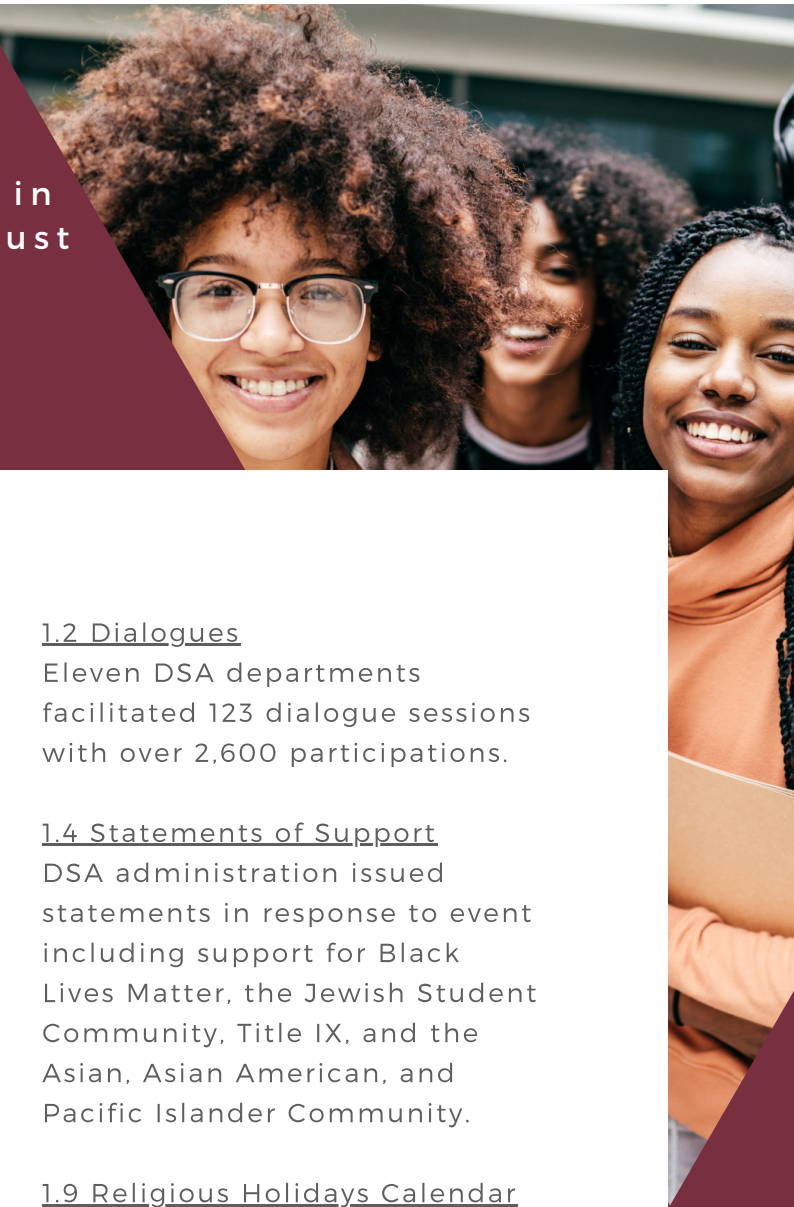 in
ust
1.2 Dialogues
Eleven DSA departments
facilitated 123 dialogue sessions
with over 2,600 participations.
1.4 Statements of Support
DSA administration issued
statements in response to event
including support for Black
Lives Matter, the Jewish Student
Community, Title IX, and the
Asian, Asian American, and
Pacific Islander Community.
1.9 Religious Holidays Calendar